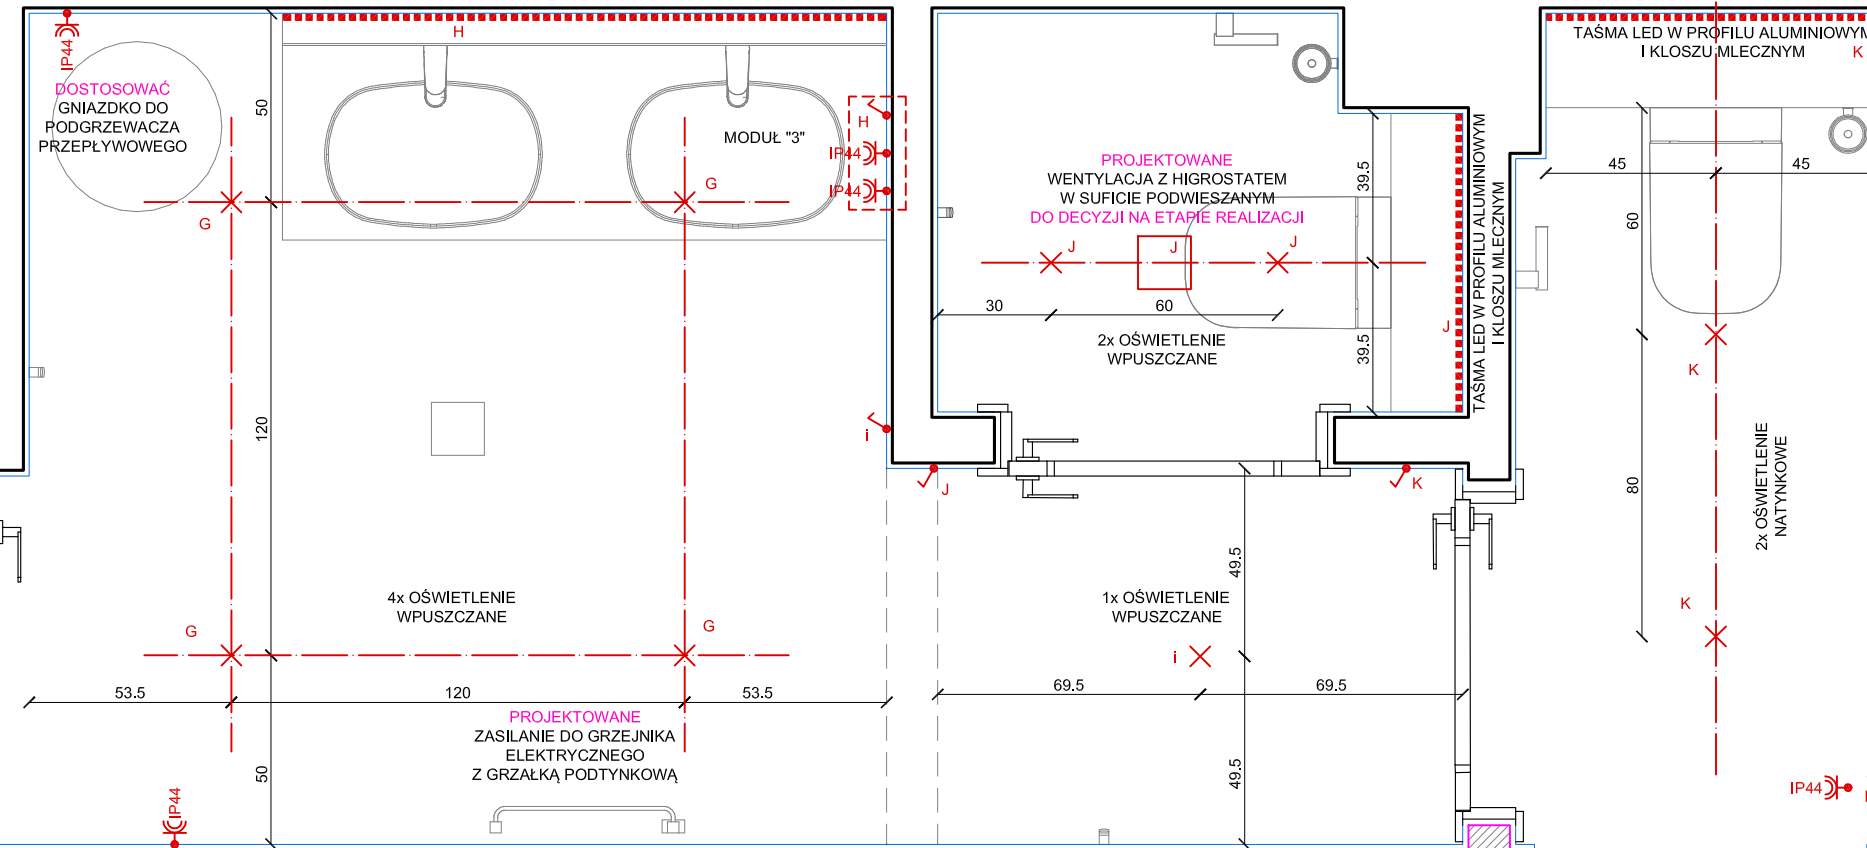 H
IP44
DOSTOSOWAĆ
GNIAZDKO DO
PODGRZEWACZA
PRZEPŁYWOWEGO
50
MODUŁ "3"
H
IP44
IP44
G
G
120
i
4x OŚWIETLENIE
WPUSZCZANE
G
G
53.5
120
53.5
PROJEKTOWANE
ZASILANIE DO GRZEJNIKA
ELEKTRYCZNEGO
Z GRZAŁKĄ PODTYNKOWĄ
50
IP44
PROJEKTOWANE
WENTYLACJA Z HIGROSTATEM
W SUFICIE PODWIESZANYM
DO DECYZJI NA ETAPIE REALIZACJI
J
J
J
30
60
2x OŚWIETLENIE
WPUSZCZANE
39.5
39.5
J
TAŚMA LED W PROFILU ALUMINIOWYM
I KLOSZU MLECZNYM
J
K
49.5
1x OŚWIETLENIE
WPUSZCZANE
i
69.5
69.5
49.5
TAŚMA LED W PROFILU ALUMINIOWYM
I KLOSZU MLECZNYM
K
45
45
60
K
80
2x OŚWIETLENIE
NATYNKOWE
K
IP44